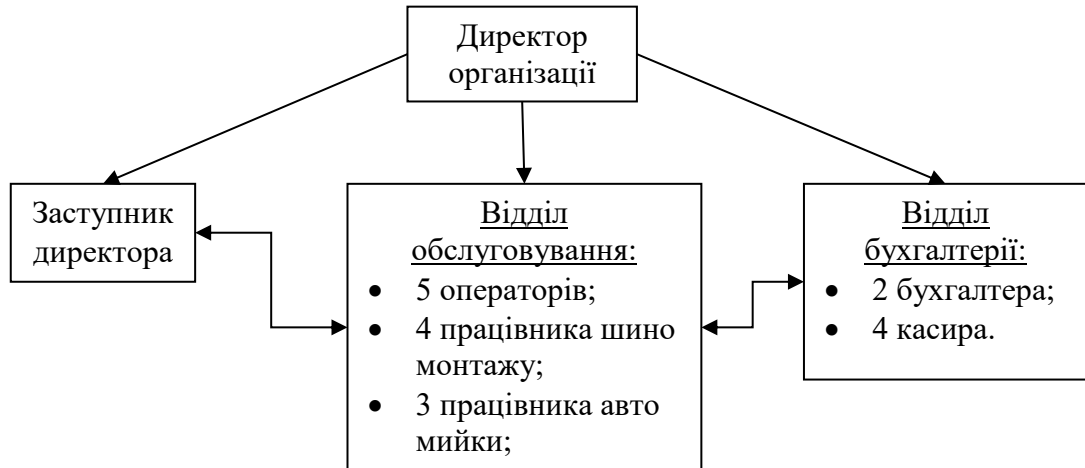 Директор
організації
Заступник
директора
Відділ
обслуговування:
• 5 операторів;
• 4 працівника шино
монтажу;
• 3 працівника авто
мийки;
Відділ
бухгалтерії:
• 2 бухгалтера;
• 4 касира.